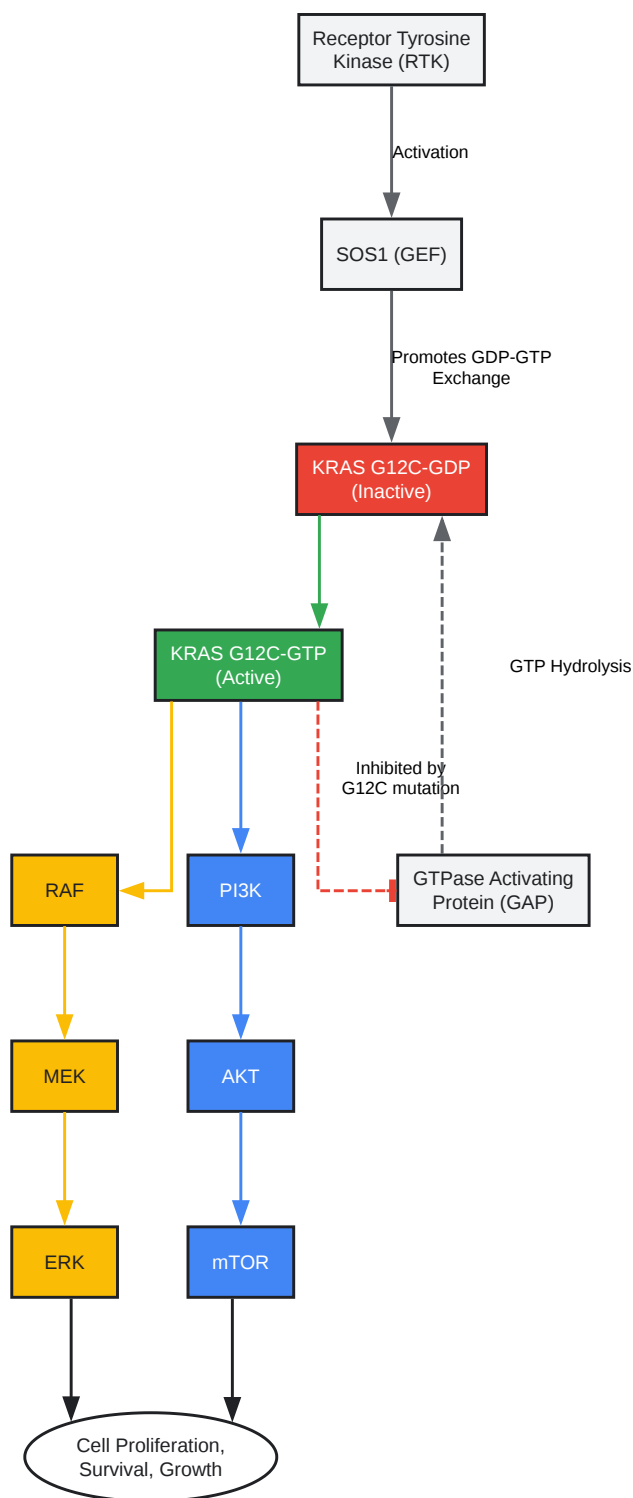 Receptor Tyrosine
Kinase (RTK)
Activation
SOS1 (GEF)
Promotes GDP-GTP
Exchange
KRAS G12C-GDP
(Inactive)
KRAS G12C-GTP
(Active)
GTP Hydrolysis
Inhibited by
G12C mutation
RAF
PI3K
GTPase Activating
Protein (GAP)
MEK
AKT
ERK
mTOR
Cell Proliferation,
Survival, Growth